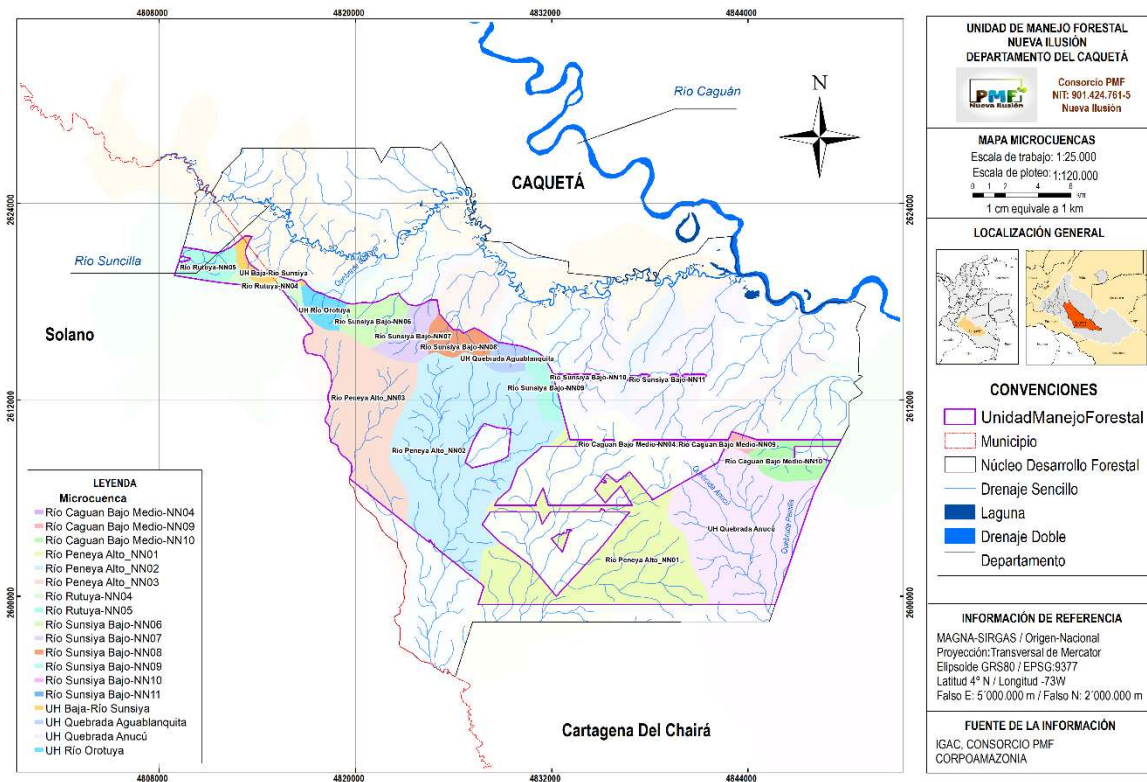 4808000
4820000
4832000
4844000
2624000
2612000
2600000
2624000
2612000
2600000
4808000
4820000
4832000
4844000
Río Caguán
N
CAQUETÁ
Río Suncilla
Solano
Cartagena Del Chairá
Río Rutuya-NN05
UH Baja-Río Sunsiya
Río Rutuya-NN04
UH Río Orotuya
Río Sunsiya Bajo-NN06
Río Sunsiya Bajo-NN07
Río Sunsiya Bajo-NN08
UH Quebrada Aguablanquita
Río Sunsiya Bajo-NN10
Río Sunsiya Bajo-NN11
Río Sunsiya Bajo-NN09
Río Peneya Alto_NN03
Río Peneya Alto_NN02
Río Caguan Bajo Medio-NN04
Río Caguan Bajo Medio-NN09
Río Caguan Bajo Medio-NN10
Quebrada Anucú
UH Quebrada Anucú
Río Peneya Alto_NN01
LEYENDA
Microcuenca
Río Caguan Bajo Medio-NN04
Río Caguan Bajo Medio-NN09
Río Caguan Bajo Medio-NN10
Río Peneya Alto_NN01
Río Peneya Alto_NN02
Río Peneya Alto_NN03
Río Rutuya-NN04
Río Rutuya-NN05
Río Sunsiya Bajo-NN06
Río Sunsiya Bajo-NN07
Río Sunsiya Bajo-NN08
Río Sunsiya Bajo-NN09
Río Sunsiya Bajo-NN10
Río Sunsiya Bajo-NN11
UH Baja-Río Sunsiya
UH Quebrada Aguablanquita
UH Quebrada Anucú
UH Río Orotuya
UNIDAD DE MANEJO FORESTAL
NUEVA ILUSIÓN
DEPARTAMENTO DEL CAQUETÁ
PMF
Nueva Ilusión
Consorcio PMF
NIT: 901.424.761-5
Nueva Ilusión
MAPA MICROCUENCAS
Escala de trabajo: 1:25.000
Escala de ploteo: 1:120.000
0 1 2 4 6
km
1 cm equivale a 1 km
LOCALIZACIÓN GENERAL
CONVENCIONES
UnidadManejoForestal
Municipio
Núcleo Desarrollo Forestal
Drenaje Sencillo
Laguna
Drenaje Doble
Departamento
INFORMACIÓN DE REFERENCIA
MAGNA-SIRGAS / Origen-Nacional
Proyección:Transversal de Mercator
Elipsoide GRS80 / EPSG:9377
Latitud 4° N / Longitud -73W
Falso E: 5´000.000 m / Falso N: 2´000.000 m
FUENTE DE LA INFORMACIÓN
IGAC, CONSORCIO PMF
CORPOAMAZONIA